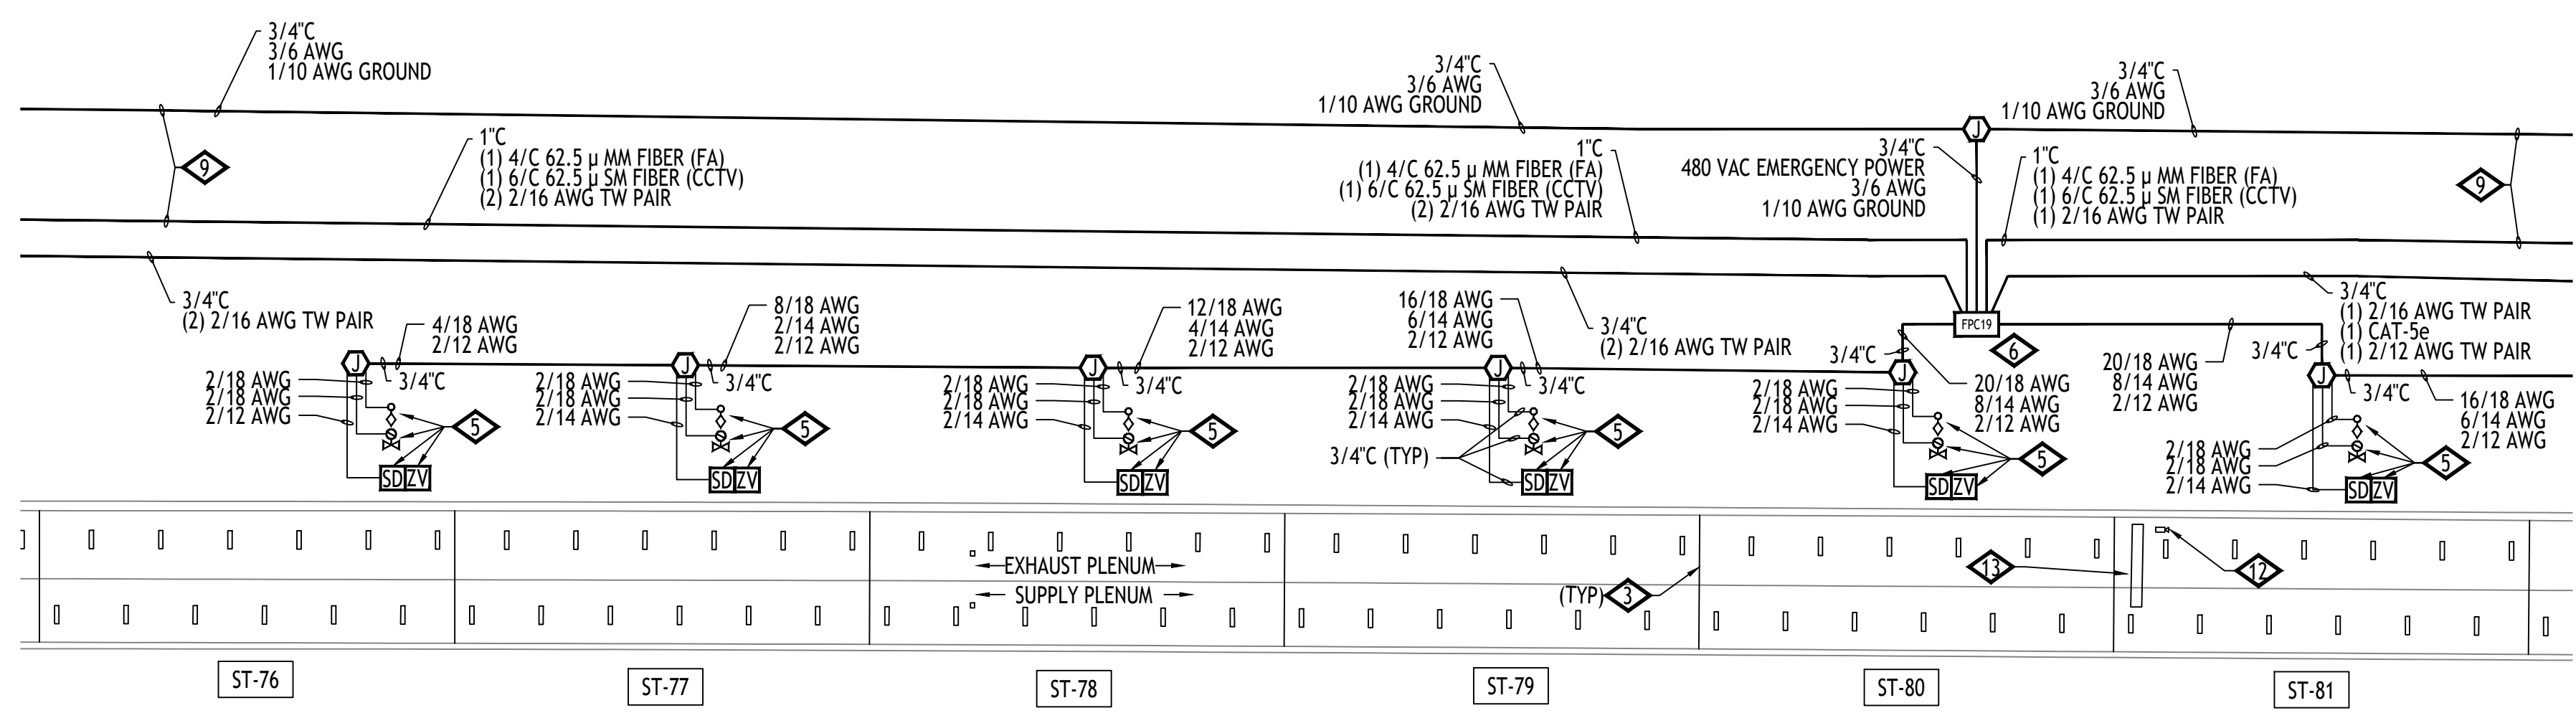 3/4"C
3/6 AWG
1/10 AWG GROUND
3/4"C
3/6 AWG
1/10 AWG GROUND
3/4"C
3/6 AWG
1/10 AWG GROUND
J
9
1"C
(1) 4/C 62.5 µ MM FIBER (FA)
(1) 6/C 62.5 µ SM FIBER (CCTV)
(2) 2/16 AWG TW PAIR
1"C
(1) 4/C 62.5 µ MM FIBER (FA)
(1) 6/C 62.5 µ SM FIBER (CCTV)
(2) 2/16 AWG TW PAIR
3/4"C
480 VAC EMERGENCY POWER
3/6 AWG
1/10 AWG GROUND
1"C
(1) 4/C 62.5 µ MM FIBER (FA)
(1) 6/C 62.5 µ SM FIBER (CCTV)
(1) 2/16 AWG TW PAIR
9
3/4"C
(2) 2/16 AWG TW PAIR
4/18 AWG
2/12 AWG
8/18 AWG
2/14 AWG
2/12 AWG
12/18 AWG
4/14 AWG
2/12 AWG
16/18 AWG
6/14 AWG
2/12 AWG
3/4"C
(2) 2/16 AWG TW PAIR
FPC19
6
3/4"C
(1) 2/16 AWG TW PAIR
(1) CAT-5e
(1) 2/12 AWG TW PAIR
J
3/4"C
2/18 AWG
2/18 AWG
2/12 AWG
5
SD ZV
J
3/4"C
2/18 AWG
2/18 AWG
2/14 AWG
5
SD ZV
J
3/4"C
2/18 AWG
2/18 AWG
2/14 AWG
5
SD ZV
J
3/4"C
2/18 AWG
2/18 AWG
2/14 AWG
3/4"C (TYP)
5
SD ZV
3/4"C
J
2/18 AWG
2/18 AWG
2/14 AWG
20/18 AWG
8/14 AWG
2/12 AWG
5
SD ZV
20/18 AWG
8/14 AWG
2/12 AWG
3/4"C
J
3/4"C
16/18 AWG
6/14 AWG
2/12 AWG
2/18 AWG
2/18 AWG
2/14 AWG
5
SD ZV
EXHAUST PLENUM
SUPPLY PLENUM
(TYP) 3
13
12
ST-76
ST-77
ST-78
ST-79
ST-80
ST-81